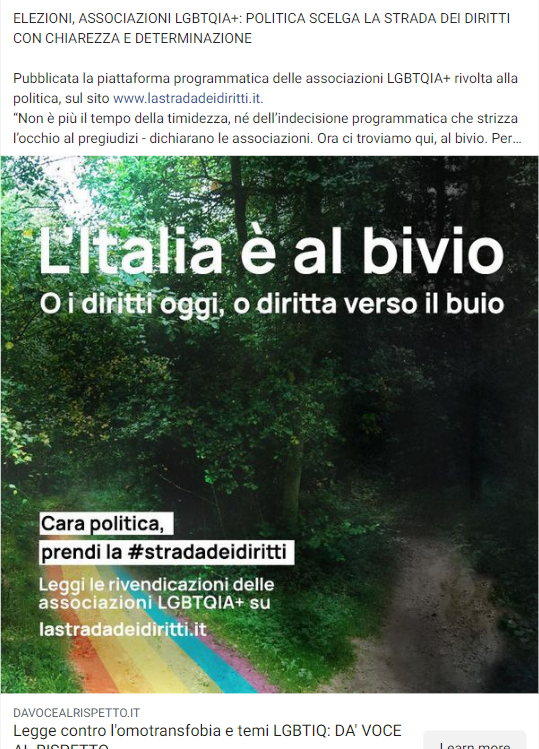 ELEZIONI, ASSOCIAZIONI LGBTQIA+: POLITICA SCELGA LA STRADA DEI DIRITTI
CON CHIAREZZA E DETERMINAZIONE
Pubblicata la piattaforma programmatica delle associazioni LGBTQIA+ rivolta alla
politica, sul sito www.lastradadeidiritti.it.
“Non è più il tempo della timidezza, né dell’indecisione programmatica che strizza
l’occhio al pregiudizi - dichiarano le associazioni. Ora ci troviamo qui, al bivio. Per...
L'Italia è al bivio
O i diritti oggi, o diritta verso il buio
Cara politica,
prendi la #stradadeidiritti
Leggi le rivendicazioni delle
associazioni LGBTQIA+ su
lastradadeidiritti.it
DAVOCEALRISPETTO.IT
Legge contro l'omotransfobia e temi LGBTIQ: DA' VOCE
AL RISPETTO
Learn more